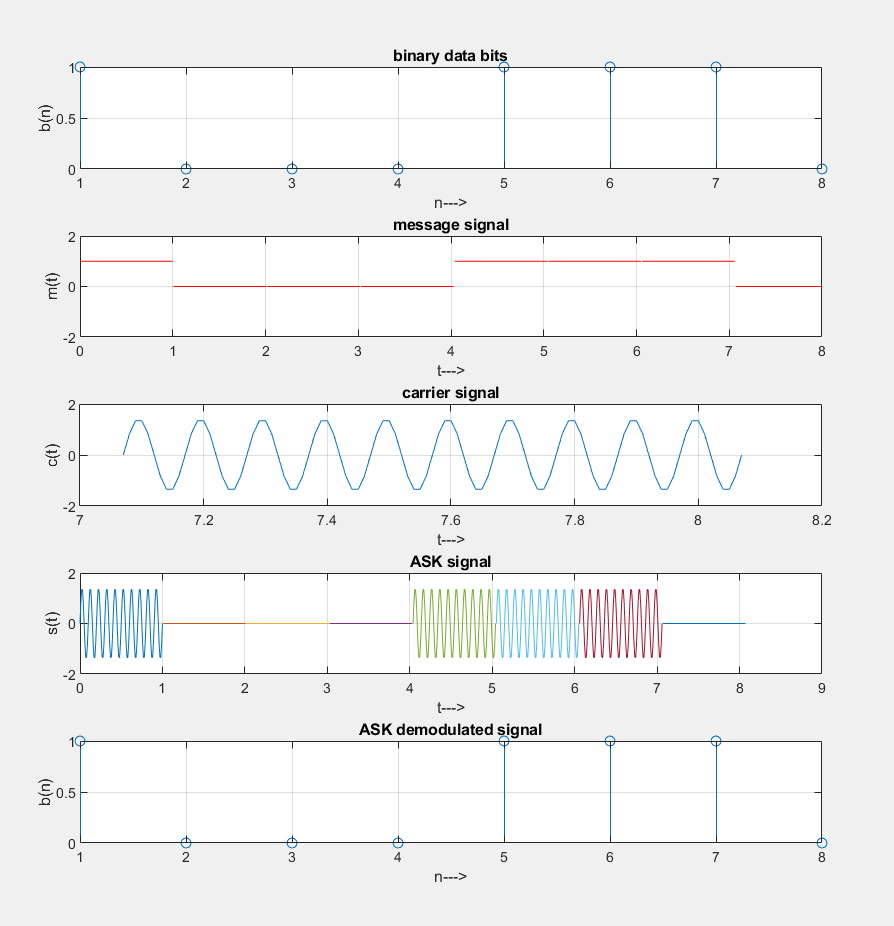 binary data bits
1
0.5
0
b(n)
1 2 3 4 5 6 7 8
n--->
message signal
2
0
-2
m(t)
0 1 2 3 4 5 6 7 8
t--->
carrier signal
2
0
-2
c(t)
7 7.2 7.4 7.6 7.8 8 8.2
t--->
ASK signal
2
0
-2
s(t)
0 1 2 3 4 5 6 7 8 9
t--->
ASK demodulated signal
1
0.5
0
b(n)
1 2 3 4 5 6 7 8
n--->